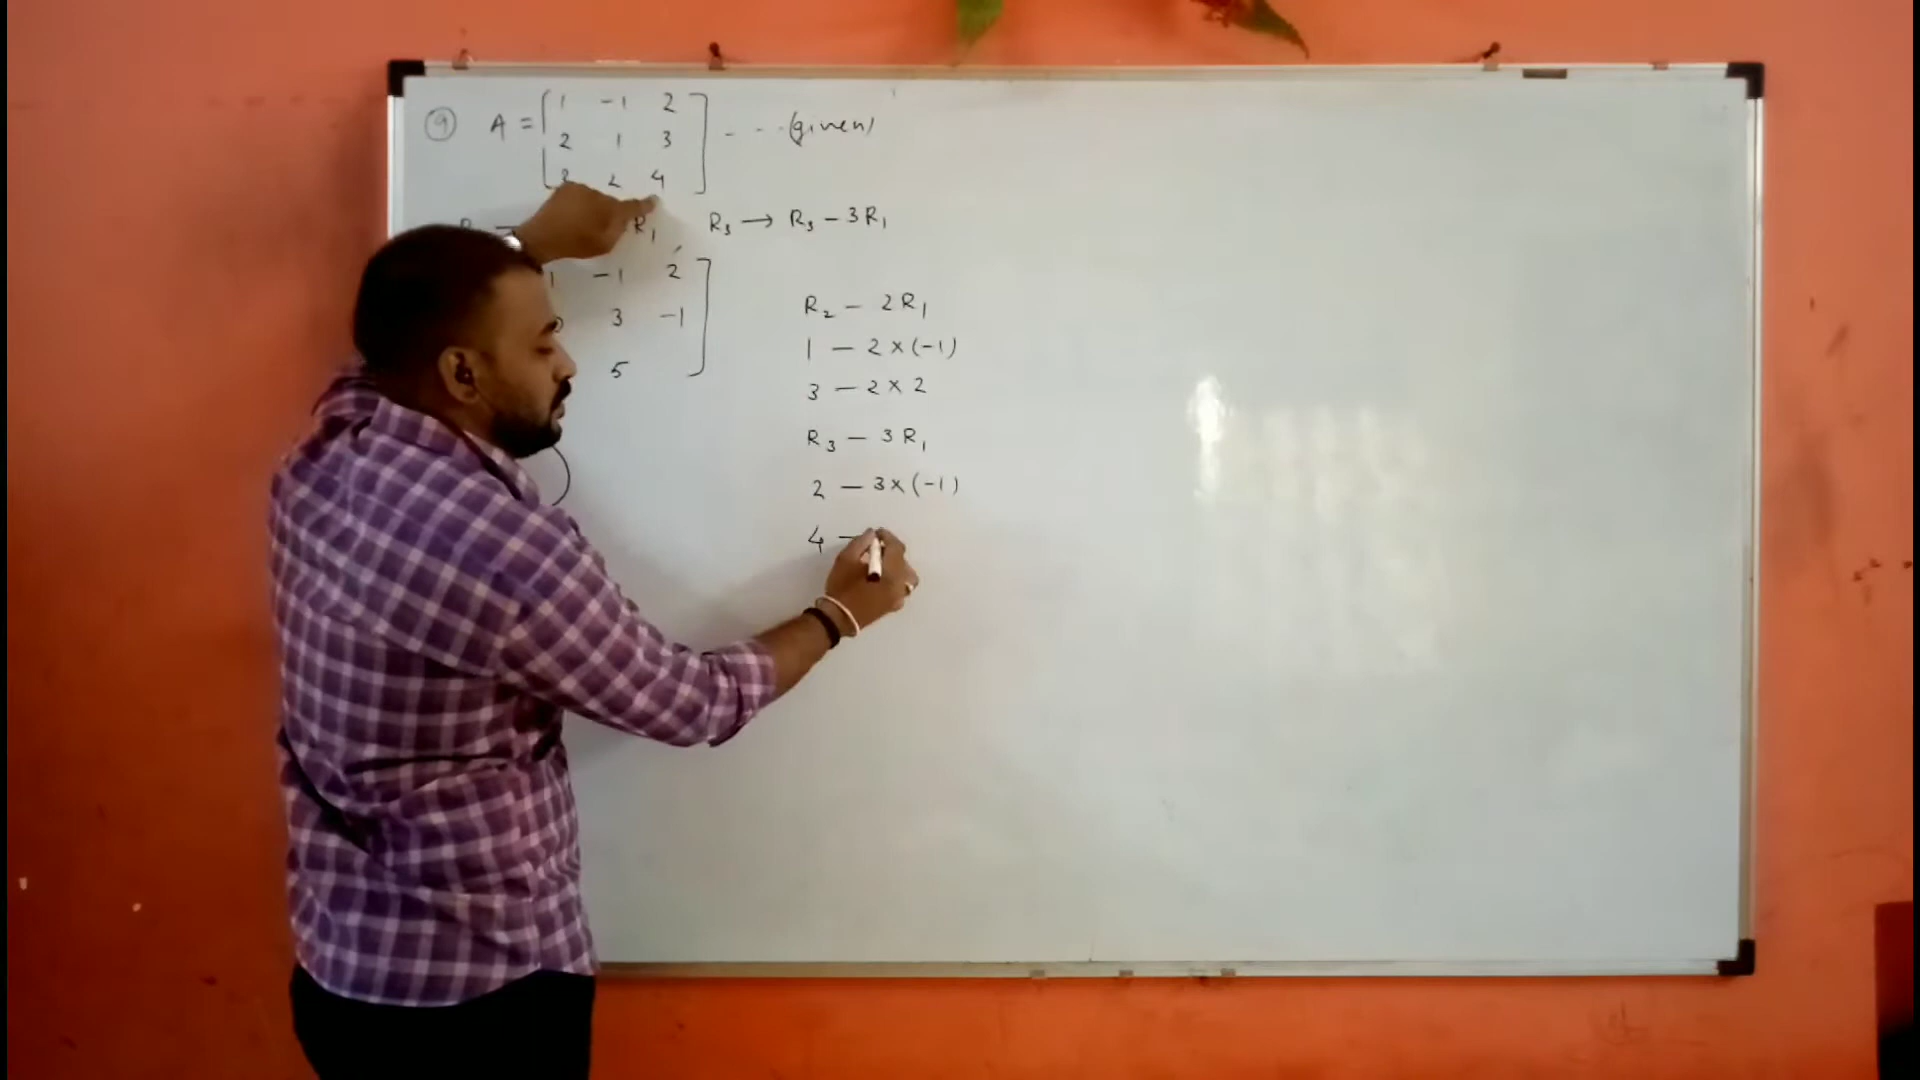 9 A = [ 1 -1 2
2 1 3
3 2 4 ] - - - (given)
R₁ R₃ → R₃ - 3R₁
1 -1 2
0 3 -1
5
R₂ - 2R₁
1 - 2×(-1)
3 - 2×2
R₃ - 3R₁
2 - 3×(-1)
4 -